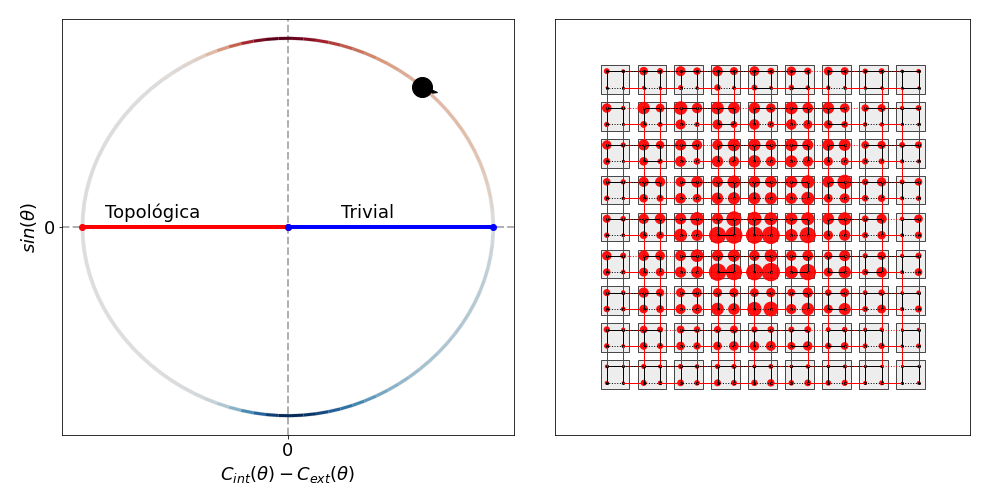 Topológica
Trivial
sin(θ)
0
0
C_int(θ) − C_ext(θ)